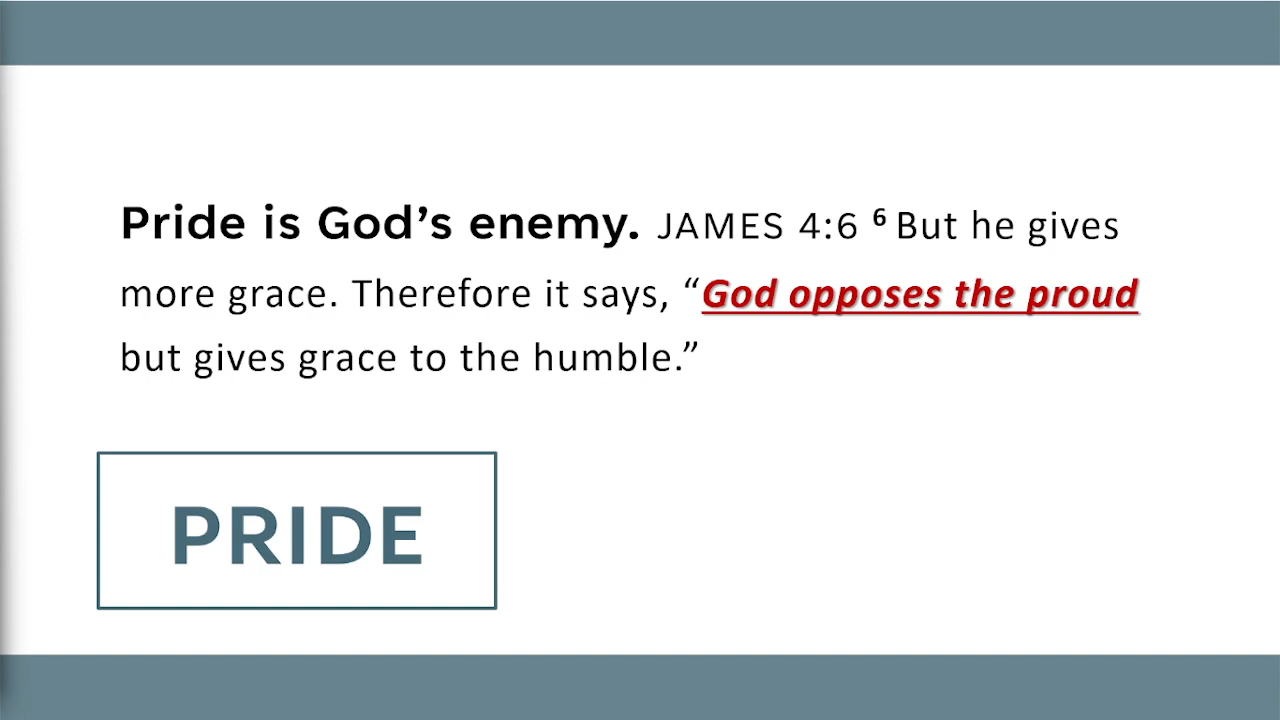 Pride is God’s enemy. JAMES 4:6 ⁶ But he gives
more grace. Therefore it says, “God opposes the proud
but gives grace to the humble.”
PRIDE